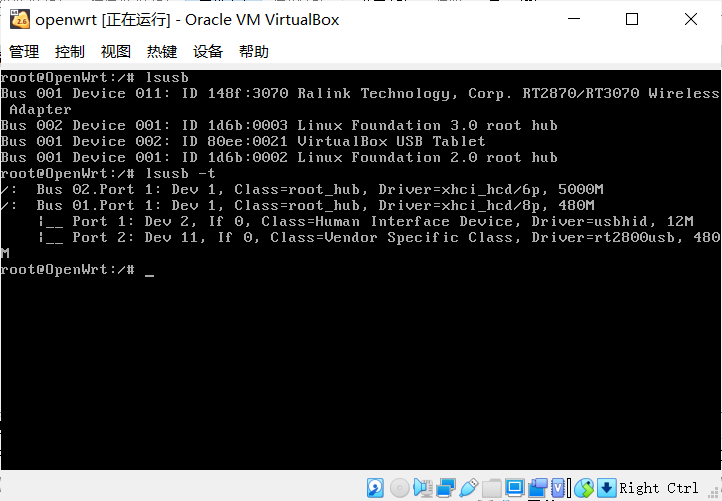 openwrt [正在运行] - Oracle VM VirtualBox
管理 控制 视图 热键 设备 帮助
root@OpenWrt:/# lsusb
Bus 001 Device 011: ID 148f:3070 Ralink Technology, Corp. RT2870/RT3070 Wireless
 Adapter
Bus 002 Device 001: ID 1d6b:0003 Linux Foundation 3.0 root hub
Bus 001 Device 002: ID 80ee:0021 VirtualBox USB Tablet
Bus 001 Device 001: ID 1d6b:0002 Linux Foundation 2.0 root hub
root@OpenWrt:/# lsusb -t
/:  Bus 02.Port 1: Dev 1, Class=root_hub, Driver=xhci_hcd/6p, 5000M
/:  Bus 01.Port 1: Dev 1, Class=root_hub, Driver=xhci_hcd/8p, 480M
    |__ Port 1: Dev 2, If 0, Class=Human Interface Device, Driver=usbhid, 12M
    |__ Port 2: Dev 11, If 0, Class=Vendor Specific Class, Driver=rt2800usb, 480
M
root@OpenWrt:/# _
Right Ctrl